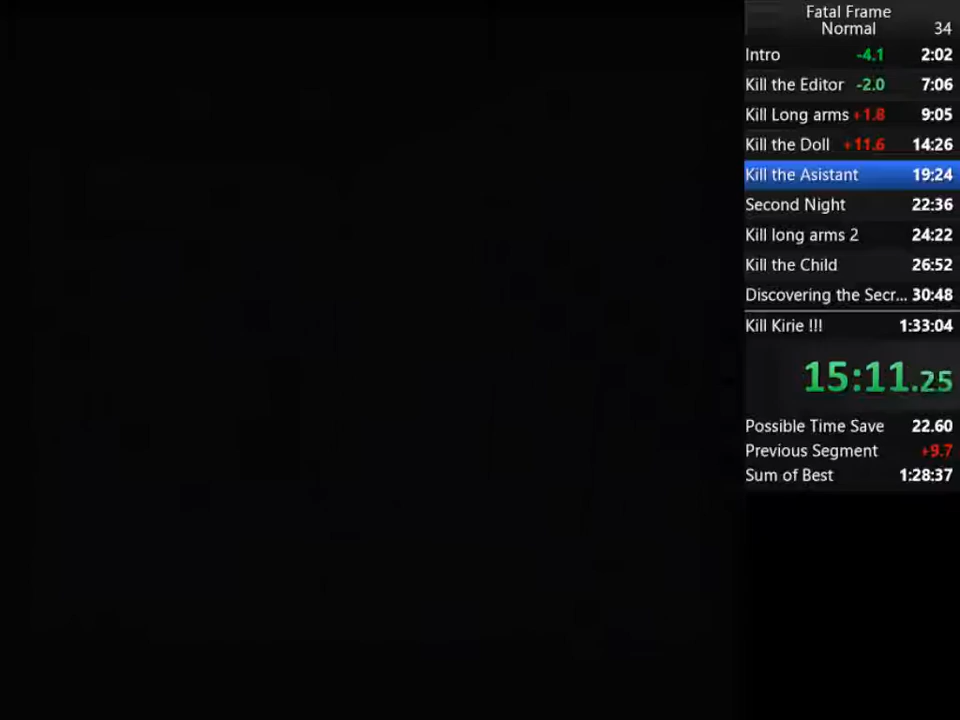 Fatal Frame
Normal 34
Intro -4.1 2:02
Kill the Editor -2.0 7:06
Kill Long arms +1.8 9:05
Kill the Doll +11.6 14:26
Kill the Asistant 19:24
Second Night 22:36
Kill long arms 2 24:22
Kill the Child 26:52
Discovering the Secr... 30:48
Kill Kirie !!! 1:33:04
15:11.25
Possible Time Save 22.60
Previous Segment +9.7
Sum of Best 1:28:37